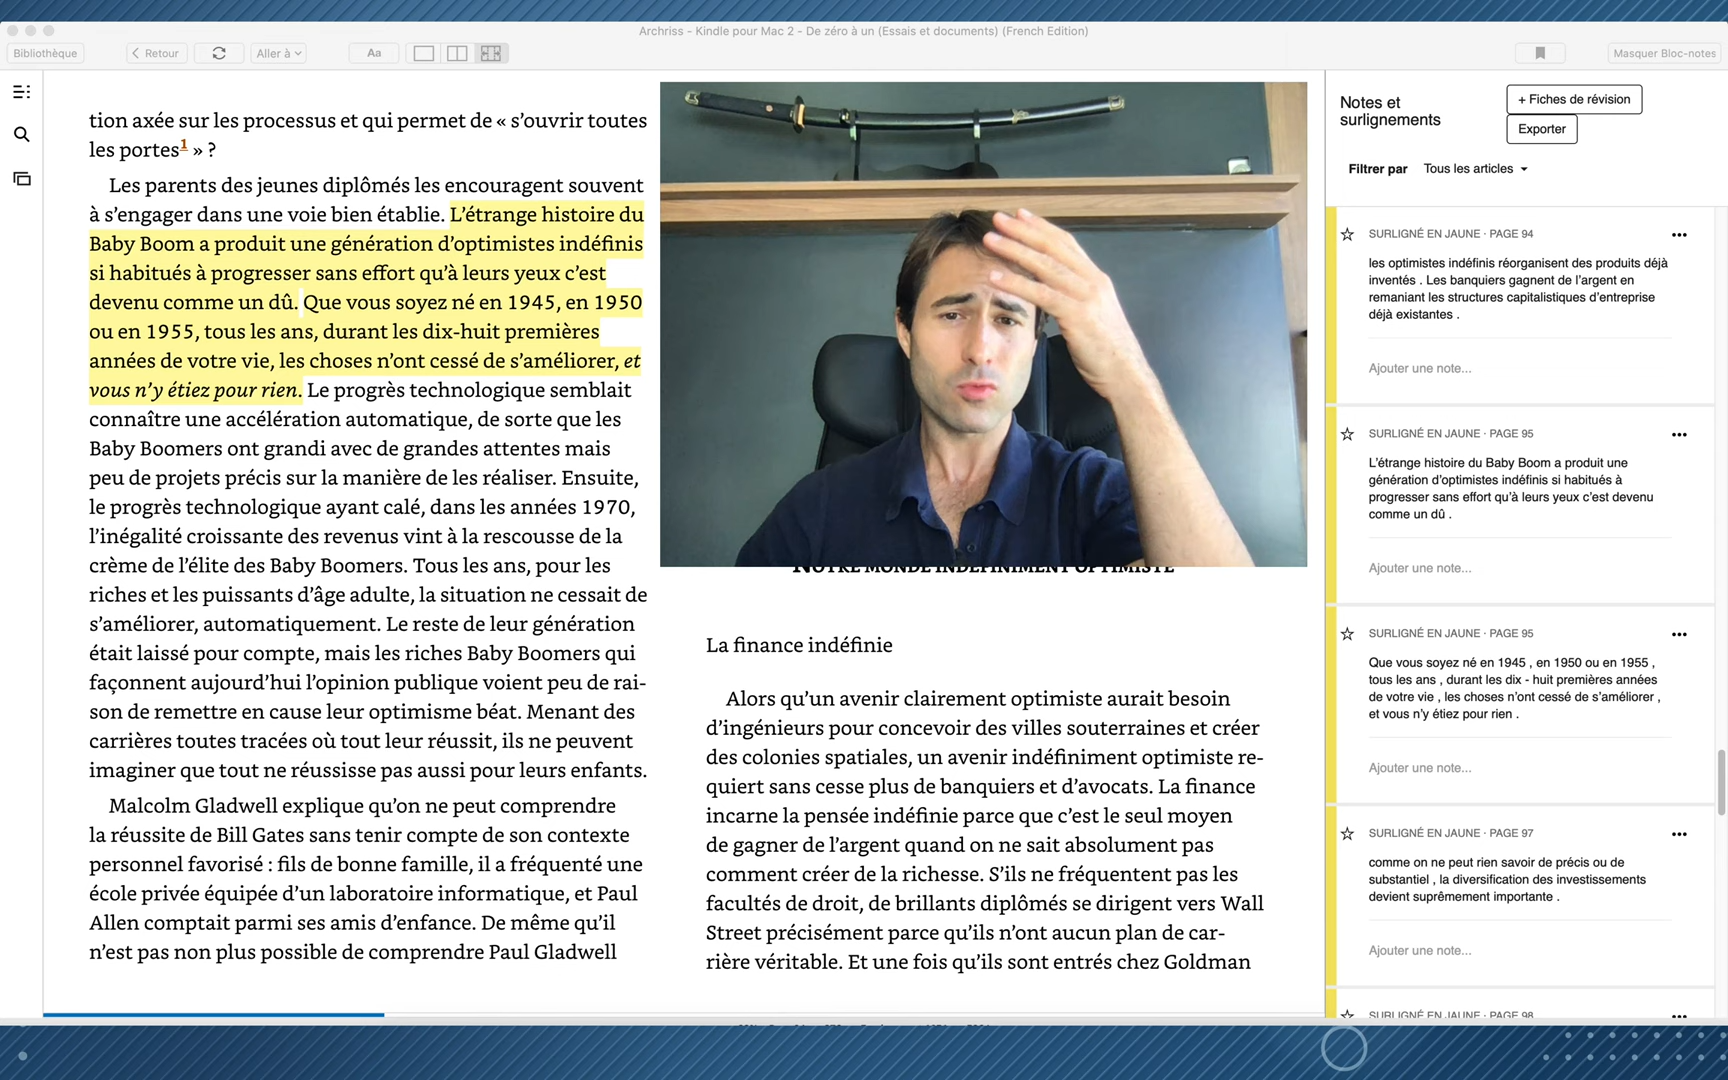 Archriss - Kindle pour Mac 2 - De zéro à un (Essais et documents) (French Edition)
Bibliothèque
Retour
Aller à
Aa
Masquer Bloc-notes
tion axée sur les processus et qui permet de « s’ouvrir toutes
les portes1 » ?
Les parents des jeunes diplômés les encouragent souvent
à s’engager dans une voie bien établie. L’étrange histoire du
Baby Boom a produit une génération d’optimistes indéfinis
si habitués à progresser sans effort qu’à leurs yeux c’est
devenu comme un dû. Que vous soyez né en 1945, en 1950
ou en 1955, tous les ans, durant les dix-huit premières
années de votre vie, les choses n’ont cessé de s’améliorer, et
vous n’y étiez pour rien. Le progrès technologique semblait
connaître une accélération automatique, de sorte que les
Baby Boomers ont grandi avec de grandes attentes mais
peu de projets précis sur la manière de les réaliser. Ensuite,
le progrès technologique ayant calé, dans les années 1970,
l’inégalité croissante des revenus vint à la rescousse de la
crème de l’élite des Baby Boomers. Tous les ans, pour les
riches et les puissants d’âge adulte, la situation ne cessait de
s’améliorer, automatiquement. Le reste de leur génération
était laissé pour compte, mais les riches Baby Boomers qui
façonnent aujourd’hui l’opinion publique voient peu de rai-
son de remettre en cause leur optimisme béat. Menant des
carrières toutes tracées où tout leur réussit, ils ne peuvent
imaginer que tout ne réussisse pas aussi pour leurs enfants.
Malcolm Gladwell explique qu’on ne peut comprendre
la réussite de Bill Gates sans tenir compte de son contexte
personnel favorisé : fils de bonne famille, il a fréquenté une
école privée équipée d’un laboratoire informatique, et Paul
Allen comptait parmi ses amis d’enfance. De même qu’il
n’est pas non plus possible de comprendre Paul Gladwell
NOTRE MONDE INDÉFINIMENT OPTIMISTE
La finance indéfinie
Alors qu’un avenir clairement optimiste aurait besoin
d’ingénieurs pour concevoir des villes souterraines et créer
des colonies spatiales, un avenir indéfiniment optimiste re-
quiert sans cesse plus de banquiers et d’avocats. La finance
incarne la pensée indéfinie parce que c’est le seul moyen
de gagner de l’argent quand on ne sait absolument pas
comment créer de la richesse. S’ils ne fréquentent pas les
facultés de droit, de brillants diplômés se dirigent vers Wall
Street précisément parce qu’ils n’ont aucun plan de car-
rière véritable. Et une fois qu’ils sont entrés chez Goldman
Notes et
surlignements
+ Fiches de révision
Exporter
Filtrer par Tous les articles
SURLIGNÉ EN JAUNE · PAGE 94
les optimistes indéfinis réorganisent des produits déjà
inventés . Les banquiers gagnent de l’argent en
remaniant les structures capitalistiques d’entreprise
déjà existantes .
Ajouter une note...
SURLIGNÉ EN JAUNE · PAGE 95
L’étrange histoire du Baby Boom a produit une
génération d’optimistes indéfinis si habitués à
progresser sans effort qu’à leurs yeux c’est devenu
comme un dû .
Ajouter une note...
SURLIGNÉ EN JAUNE · PAGE 95
Que vous soyez né en 1945 , en 1950 ou en 1955 ,
tous les ans , durant les dix - huit premières années
de votre vie , les choses n’ont cessé de s’améliorer ,
et vous n’y étiez pour rien .
Ajouter une note...
SURLIGNÉ EN JAUNE · PAGE 97
comme on ne peut rien savoir de précis ou de
substantiel , la diversification des investissements
devient suprêmement importante .
Ajouter une note...
SURLIGNÉ EN JAUNE · PAGE 98